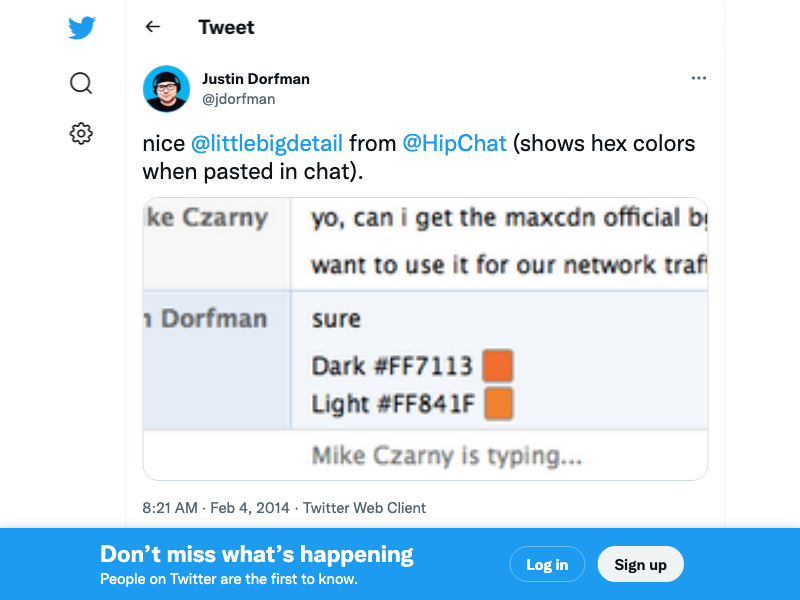 Tweet
Justin Dorfman
@jdorfman
nice @littlebigdetail from @HipChat (shows hex colors
when pasted in chat).
ke Czarny
yo, can i get the maxcdn official
want to use it for our network
Dorfman
sure
Dark #FF7113
Light #FF841F
Mike Czarny is typing...
8:21 AM · Feb 4, 2014 · Twitter Web Client
Don’t miss what’s happening
People on Twitter are the first to know.
Log in
Sign up